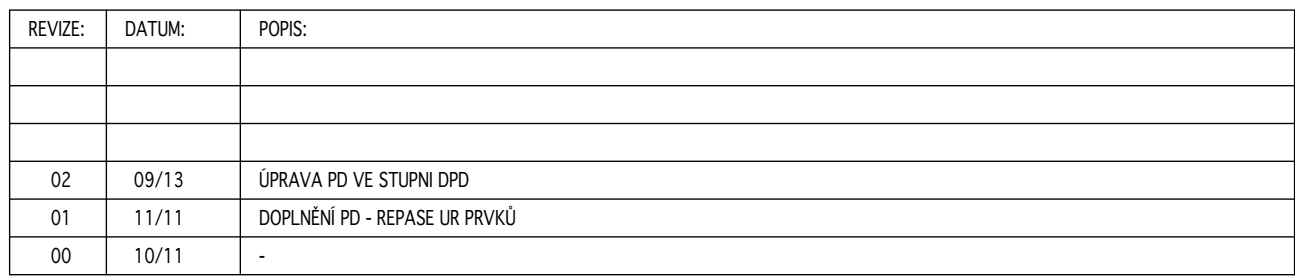 REVIZE: DATUM: POPIS:
02 09/13 ÚPRAVA PD VE STUPNI DPD
01 11/11 DOPLNĚNÍ PD - REPASE UR PRVKŮ
00 10/11 -